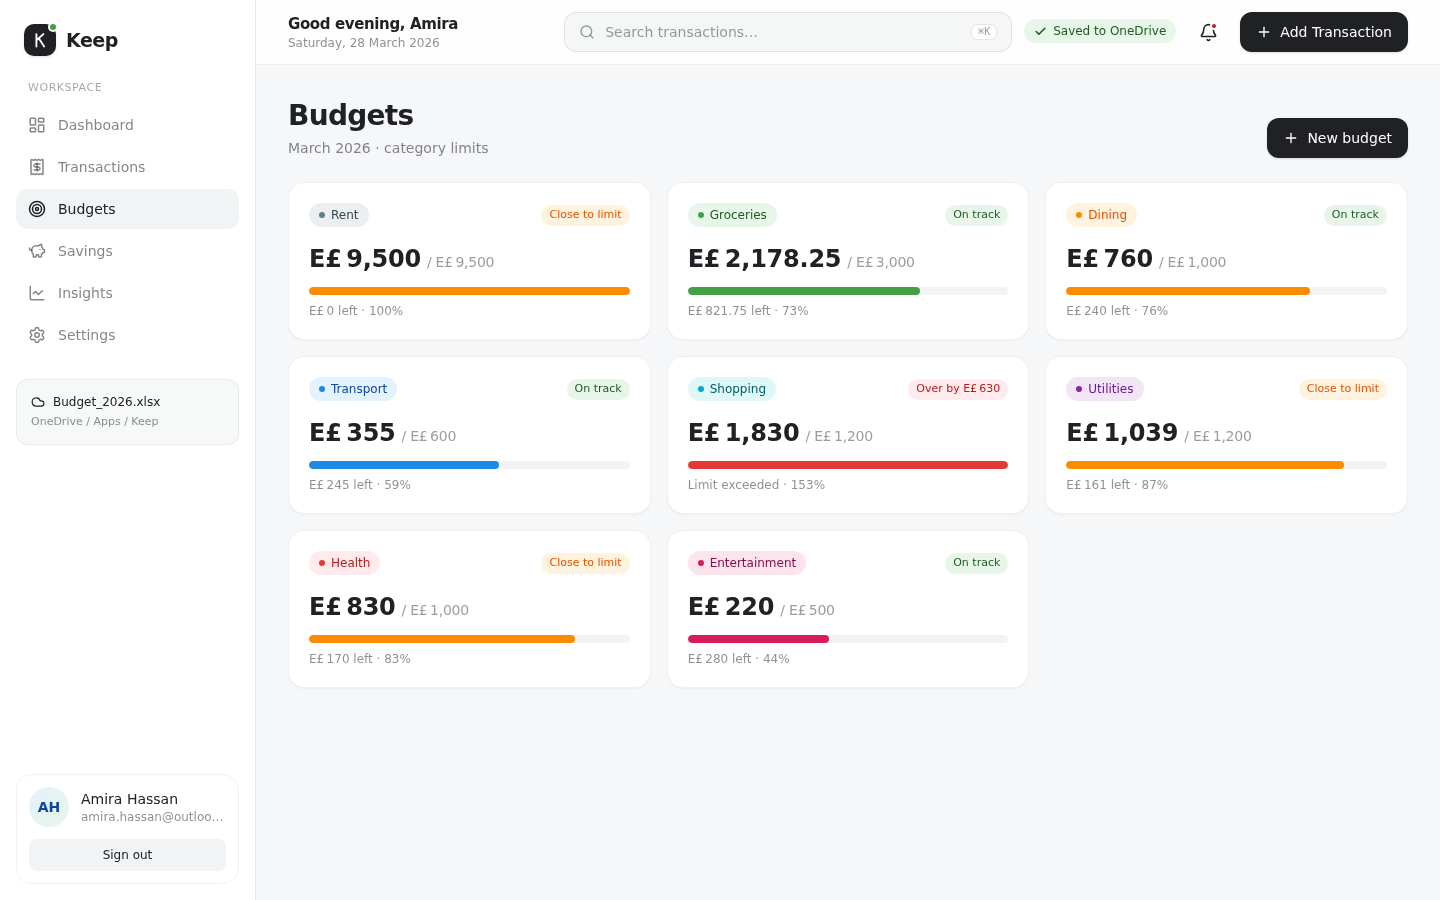 Keep
WORKSPACE
Dashboard
Transactions
Budgets
Savings
Insights
Settings
Budget_2026.xlsx
OneDrive / Apps / Keep
AH
Amira Hassan
amira.hassan@outloo...
Sign out
Good evening, Amira
Saturday, 28 March 2026
Search transactions...
⌘K
Saved to OneDrive
Add Transaction
Budgets
March 2026 · category limits
New budget
Rent
Close to limit
E£ 9,500 / E£ 9,500
E£ 0 left · 100%
Groceries
On track
E£ 2,178.25 / E£ 3,000
E£ 821.75 left · 73%
Dining
On track
E£ 760 / E£ 1,000
E£ 240 left · 76%
Transport
On track
E£ 355 / E£ 600
E£ 245 left · 59%
Shopping
Over by E£ 630
E£ 1,830 / E£ 1,200
Limit exceeded · 153%
Utilities
Close to limit
E£ 1,039 / E£ 1,200
E£ 161 left · 87%
Health
Close to limit
E£ 830 / E£ 1,000
E£ 170 left · 83%
Entertainment
On track
E£ 220 / E£ 500
E£ 280 left · 44%